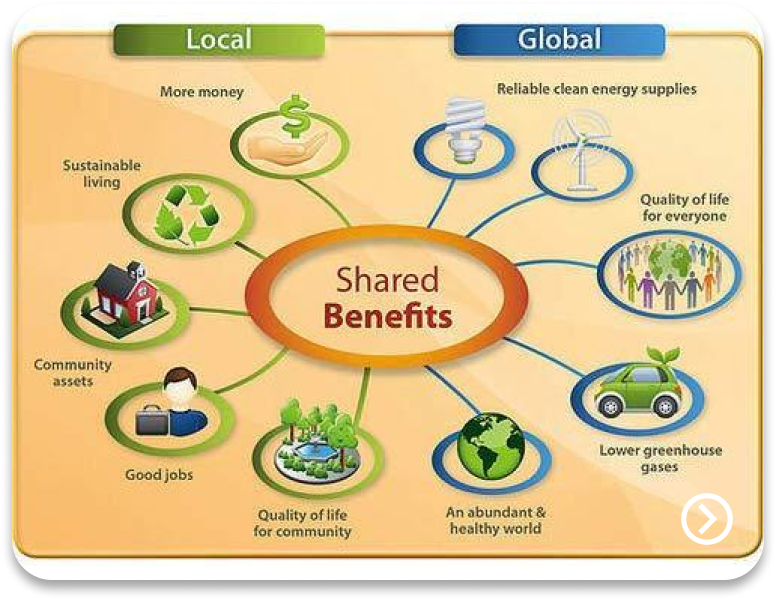 Local
Global
More money
Reliable clean energy supplies
Sustainable
living
Quality of life
for everyone
Shared
Benefits
Community
assets
Good jobs
Lower greenhouse
gases
Quality of life
for community
An abundant &
healthy world